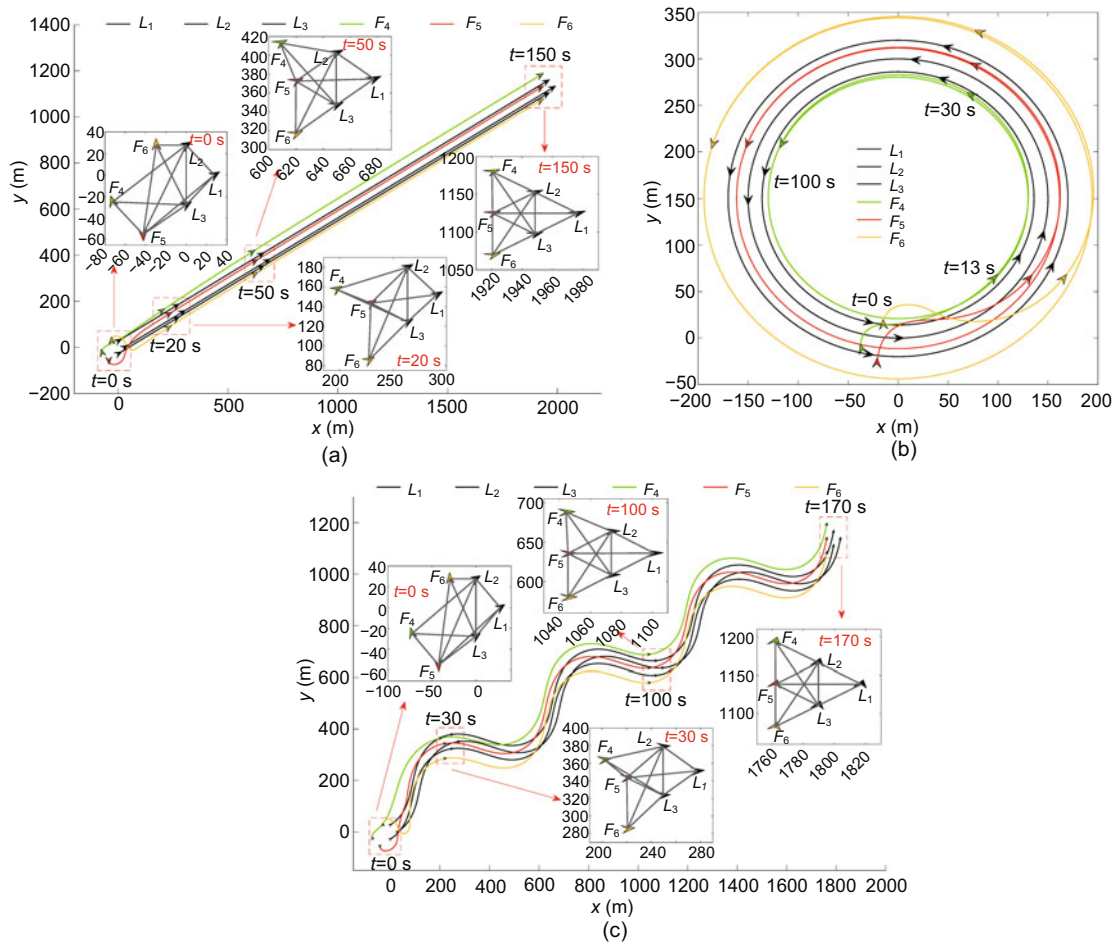 L1 L2 L3 F4 F5 F6
1400
1200
1000
800
600
400
200
0
−200
y (m)
0 500 1000 1500 2000
x (m)
(a)
t=0 s
t=20 s
t=50 s
t=150 s
40
20
0
−20
−40
−60
−80 −60 −40 −20 0 20 40
t=0 s
F6 L2 L1 F4 L3 F5
420
400
380
360
340
320
300
600 620 640 660 680
t=50 s
F4 L2 F5 L1 L3 F6
180
160
140
120
100
80
200 250 300
t=20 s
F4 L2 L1 F5 L3 F6
1200
1150
1100
1050
1920 1940 1960 1980
t=150 s
F4 L2 F5 L1 L3 F6
350
300
250
200
150
100
50
0
−50
y (m)
−200 −150 −100 −50 0 50 100 150 200
x (m)
(b)
t=30 s
t=100 s
t=13 s
t=0 s
L1
L2
L3
F4
F5
F6
L1 L2 L3 F4 F5 F6
1200
1000
800
600
400
200
0
y (m)
0 200 400 600 800 1000 1200 1400 1600 1800 2000
x (m)
(c)
t=0 s
t=30 s
t=100 s
t=170 s
40
20
0
−20
−40
−60
−100 −50 0
t=0 s
F6 L2 L1 F4 L3 F5
700
650
600
1040 1060 1080 1100
t=100 s
F4 L2 F5 L1 L3 F6
400
380
360
340
320
300
280
200 250 280
t=30 s
F4 L2 F5 L1 L3 F6
1200
1150
1100
1760 1780 1800 1820
t=170 s
F4 L2 F5 L1 L3 F6